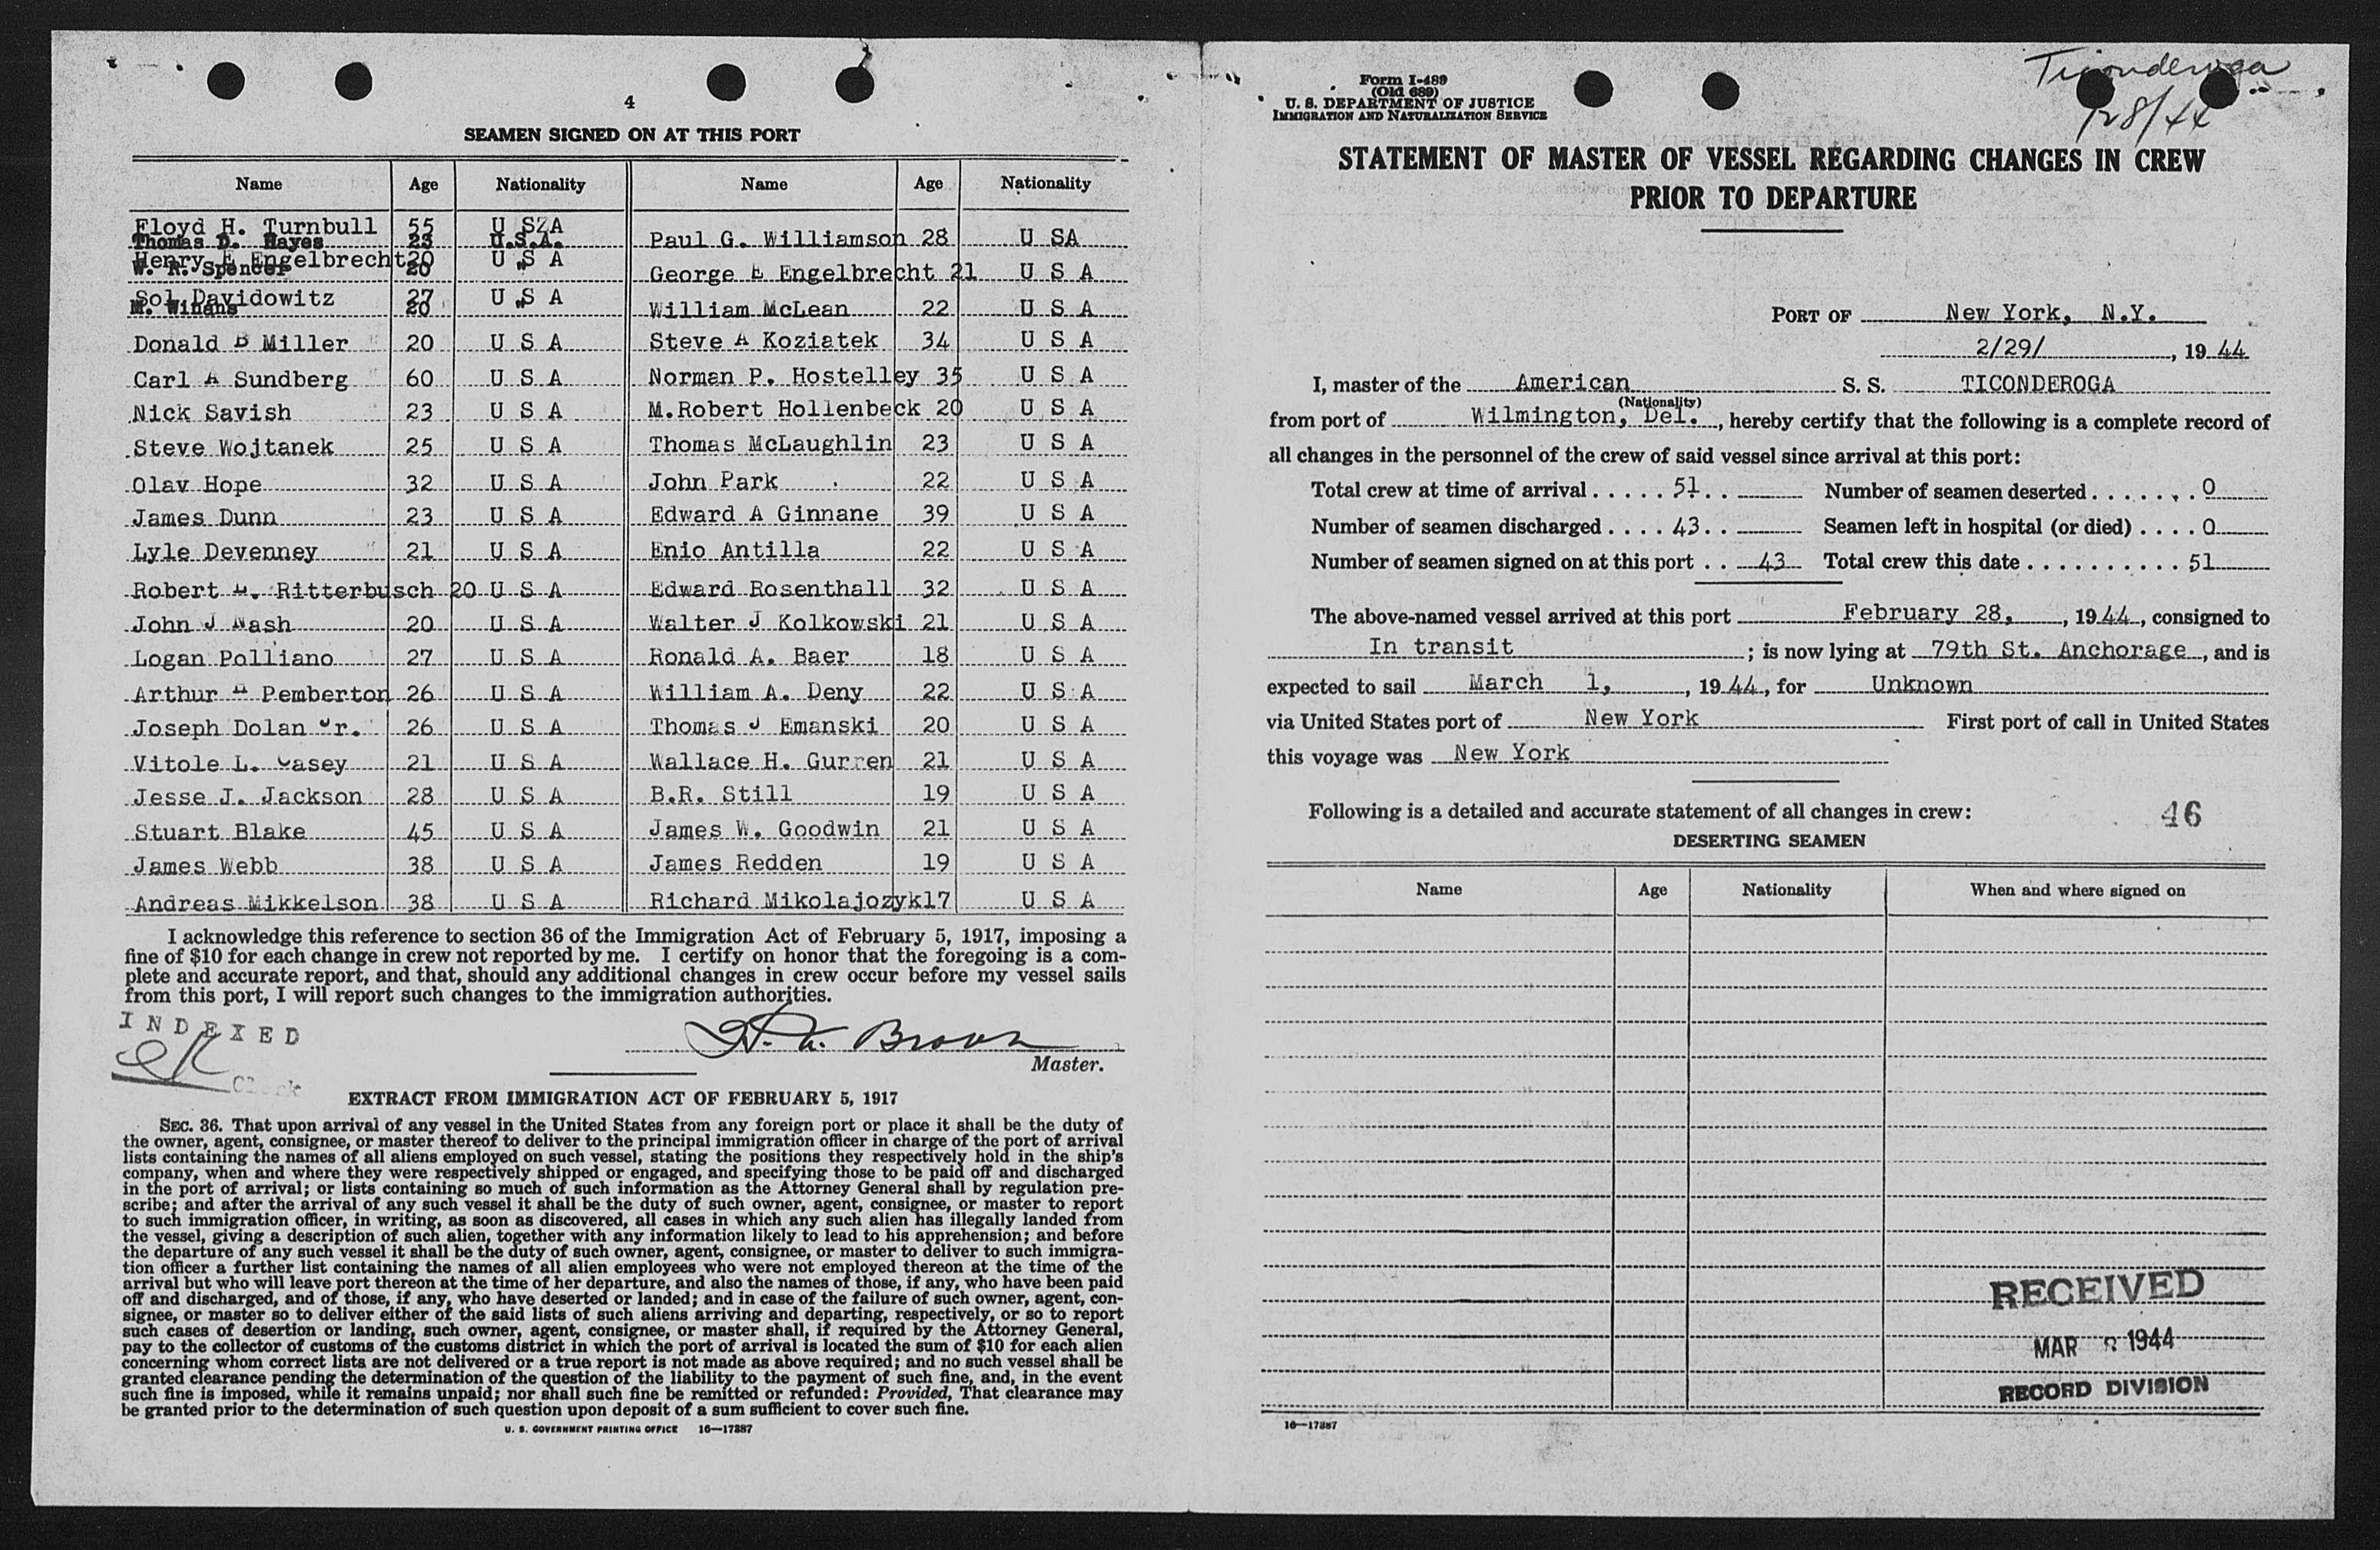 4
SEAMEN SIGNED ON AT THIS PORT
Name Age Nationality Name Age Nationality
Floyd H. Turnbull 55 U SZA
Thomas D. Hayes 23 U.S.A.
Paul G. Williamson 28 U SA
Henry E Engelbrecht 20 U S A
W. R. Spencer 20 "
George E Engelbrecht 21 U S A
Sol Davidowitz 27 U S A
M. Winans 20 "
William McLean 22 U S A
Donald D Miller 20 U S A Steve A Koziatek 34 U S A
Carl A Sundberg 60 U S A Norman P. Hostelley 35 U S A
Nick Savish 23 U S A M.Robert Hollenbeck 20 U S A
Steve Wojtanek 25 U S A Thomas McLaughlin 23 U S A
Olav Hope 32 U S A John Park 22 U S A
James Dunn 23 U S A Edward A Ginnane 39 U S A
Lyle Devenney 21 U S A Enio Antilla 22 U S A
Robert Ritterbusch 20 U S A Edward Rosenthall 32 U S A
John J Nash 20 U S A Walter J Kolkowski 21 U S A
Logan Polliano 27 U S A Ronald A. Baer 18 U S A
Arthur H Pemberton 26 U S A William A. Deny 22 U S A
Joseph Dolan Jr. 26 U S A Thomas J Emanski 20 U S A
Vitole L. Casey 21 U S A Wallace H. Gurren 21 U S A
Jesse J. Jackson 28 U S A B.R. Still 19 U S A
Stuart Blake 45 U S A James W. Goodwin 21 U S A
James Webb 38 U S A James Redden 19 U S A
Andreas Mikkelson 38 U S A Richard Mikolajozyk 17 U S A
I acknowledge this reference to section 36 of the Immigration Act of February 5, 1917, imposing a
fine of $10 for each change in crew not reported by me. I certify on honor that the foregoing is a com-
plete and accurate report, and that, should any additional changes in crew occur before my vessel sails
from this port, I will report such changes to the immigration authorities.
INDEXED
Clerk
Brown
Master.
EXTRACT FROM IMMIGRATION ACT OF FEBRUARY 5, 1917
SEC. 36. That upon arrival of any vessel in the United States from any foreign port or place it shall be the duty of
the owner, agent, consignee, or master thereof to deliver to the principal immigration officer in charge of the port of arrival
lists containing the names of all aliens employed on such vessel, stating the positions they respectively hold in the ship's
company, when and where they were respectively shipped or engaged, and specifying those to be paid off and discharged
in the port of arrival; or lists containing so much of such information as the Attorney General shall by regulation pre-
scribe; and after the arrival of any such vessel it shall be the duty of such owner, agent, consignee, or master to report
to such immigration officer, in writing, as soon as discovered, all cases in which any such alien has illegally landed from
the vessel, giving a description of such alien, together with any information likely to lead to his apprehension; and before
the departure of any such vessel it shall be the duty of such owner, agent, consignee, or master to deliver to such immigra-
tion officer a further list containing the names of all alien employees who were not employed thereon at the time of the
arrival but who will leave port thereon at the time of her departure, and also the names of those, if any, who have been paid
off and discharged, and of those, if any, who have deserted or landed; and in case of the failure of such owner, agent, con-
signee, or master so to deliver either of the said lists of such aliens arriving and departing, respectively, or so to report
such cases of desertion or landing, such owner, agent, consignee, or master shall, if required by the Attorney General,
pay to the collector of customs of the customs district in which the port of arrival is located the sum of $10 for each alien
concerning whom correct lists are not delivered or a true report is not made as above required; and no such vessel shall be
granted clearance pending the determination of the question of the liability to the payment of such fine, and, in the event
such fine is imposed, while it remains unpaid; nor shall such fine be remitted or refunded: Provided, That clearance may
be granted prior to the determination of such question upon deposit of a sum sufficient to cover such fine.
U. S. GOVERNMENT PRINTING OFFICE 16—17887
Form I-489
(Old 689)
U. S. DEPARTMENT OF JUSTICE
IMMIGRATION AND NATURALIZATION SERVICE
Ticonderoga
STATEMENT OF MASTER OF VESSEL REGARDING CHANGES IN CREW
PRIOR TO DEPARTURE
PORT OF New York, N.Y.
2/29/, 1944
I, master of the American S. S. TICONDEROGA
(Nationality)
from port of Wilmington, Del., hereby certify that the following is a complete record of
all changes in the personnel of the crew of said vessel since arrival at this port:
Total crew at time of arrival ..... 51 .. Number of seamen deserted ....... 0
Number of seamen discharged .... 43 .. Seamen left in hospital (or died) .... 0
Number of seamen signed on at this port .. 43 Total crew this date .......... 51
The above-named vessel arrived at this port February 28, , 1944, consigned to
In transit ; is now lying at 79th St. Anchorage, and is
expected to sail March 1, , 1944, for Unknown
via United States port of New York First port of call in United States
this voyage was New York
Following is a detailed and accurate statement of all changes in crew:
46
DESERTING SEAMEN
Name Age Nationality When and where signed on
RECEIVED
MAR 1944
RECORD DIVISION
16—17887